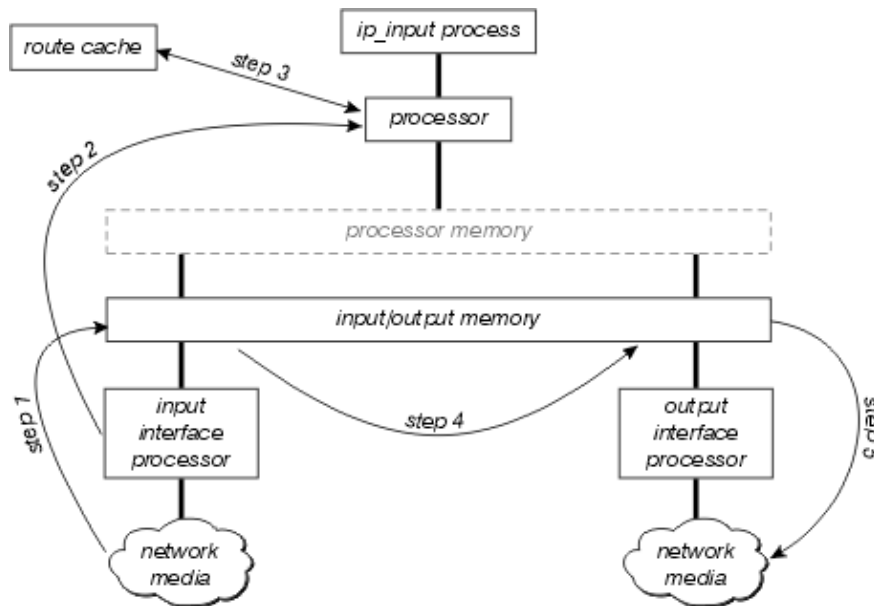 route cache
ip_input process
step 3
processor
step 2
processor memory
input/output memory
step 1
input
interface
processor
step 4
output
interface
processor
step 5
network
media
network
media